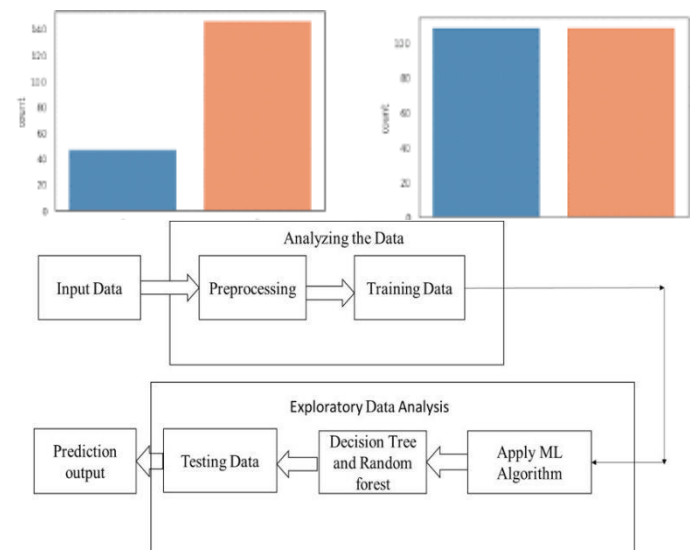 140
120
100
80
60
40
20
0
count
100
80
60
40
20
0
count
Analyzing the Data
Input Data
Preprocessing
Training Data
Exploratory Data Analysis
Prediction
output
Testing Data
Decision Tree
and Random
forest
Apply ML
Algorithm